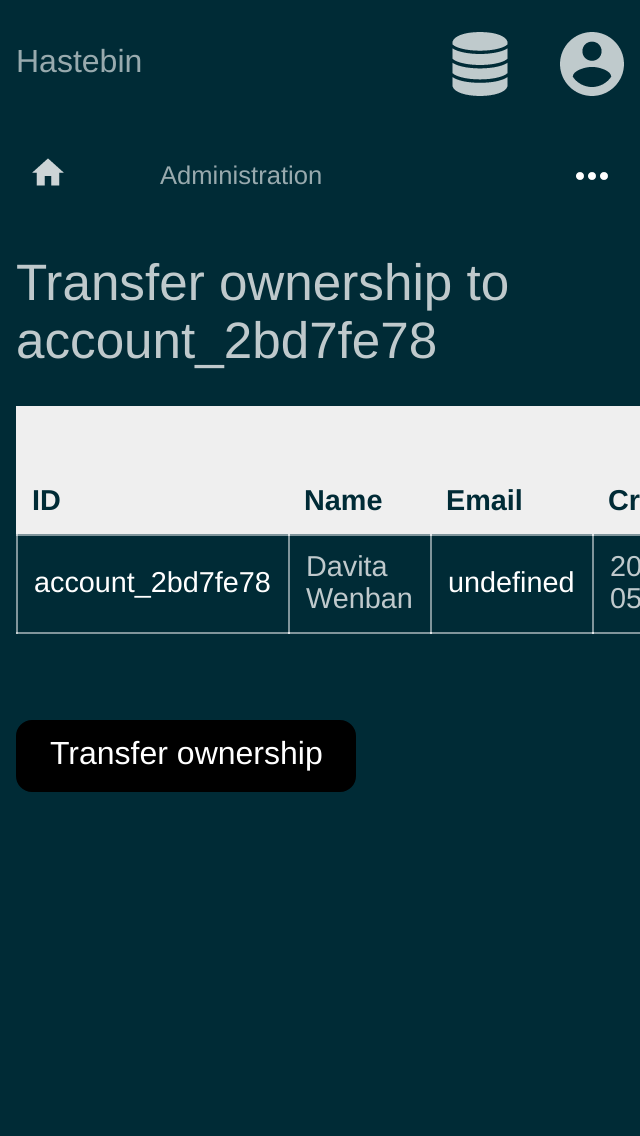 Hastebin
Administration
Transfer ownership to
account_2bd7fe78
ID Name Email Cr
account_2bd7fe78 Davita Wenban undefined 20 05
Transfer ownership